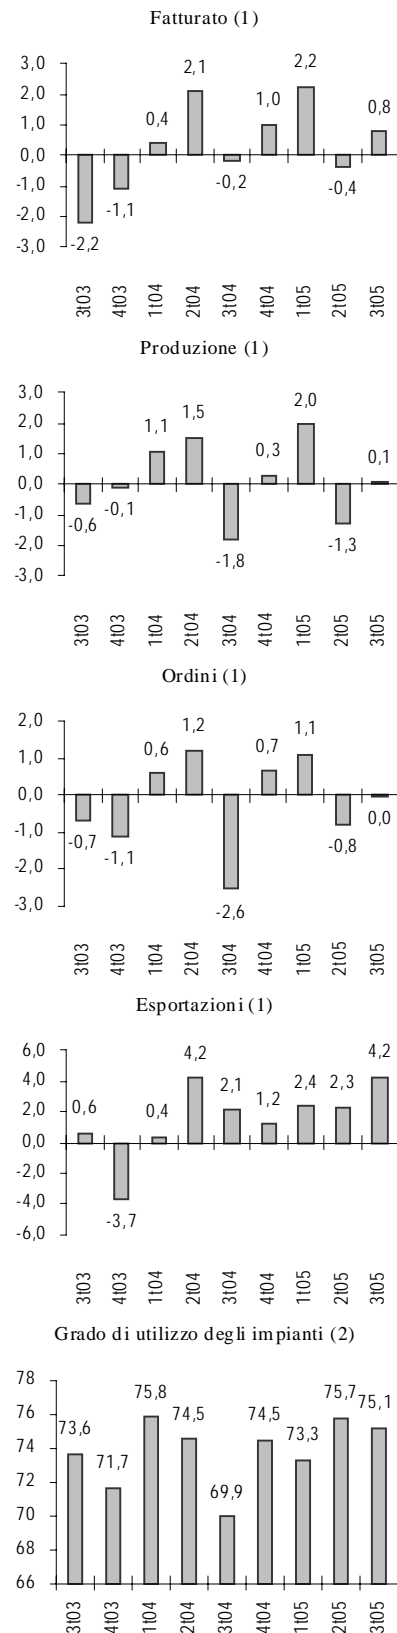 Fatturato (1)
3,0
2,0
1,0
0,0
-1,0
-2,0
-3,0
-2,2
-1,1
0,4
2,1
-0,2
1,0
2,2
-0,4
0,8
3t03
4t03
1t04
2t04
3t04
4t04
1t05
2t05
3t05
Produzione (1)
3,0
2,0
1,0
0,0
-1,0
-2,0
-3,0
-0,6
-0,1
1,1
1,5
-1,8
0,3
2,0
-1,3
0,1
3t03
4t03
1t04
2t04
3t04
4t04
1t05
2t05
3t05
Ordini (1)
2,0
1,0
0,0
-1,0
-2,0
-3,0
-0,7
-1,1
0,6
1,2
-2,6
0,7
1,1
-0,8
0,0
3t03
4t03
1t04
2t04
3t04
4t04
1t05
2t05
3t05
Esportazioni (1)
6,0
4,0
2,0
0,0
-2,0
-4,0
-6,0
0,6
-3,7
0,4
4,2
2,1
1,2
2,4
2,3
4,2
3t03
4t03
1t04
2t04
3t04
4t04
1t05
2t05
3t05
Grado di utilizzo degli impianti (2)
78
76
74
72
70
68
66
73,6
71,7
75,8
74,5
69,9
74,5
73,3
75,7
75,1
3t03
4t03
1t04
2t04
3t04
4t04
1t05
2t05
3t05